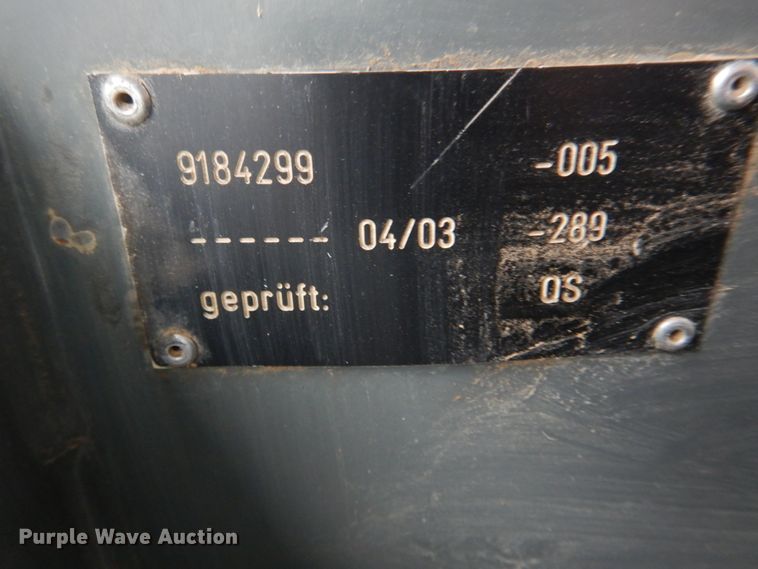 9184299 -005
------ 04/03 -289
geprüft: QS
Purple Wave Auction